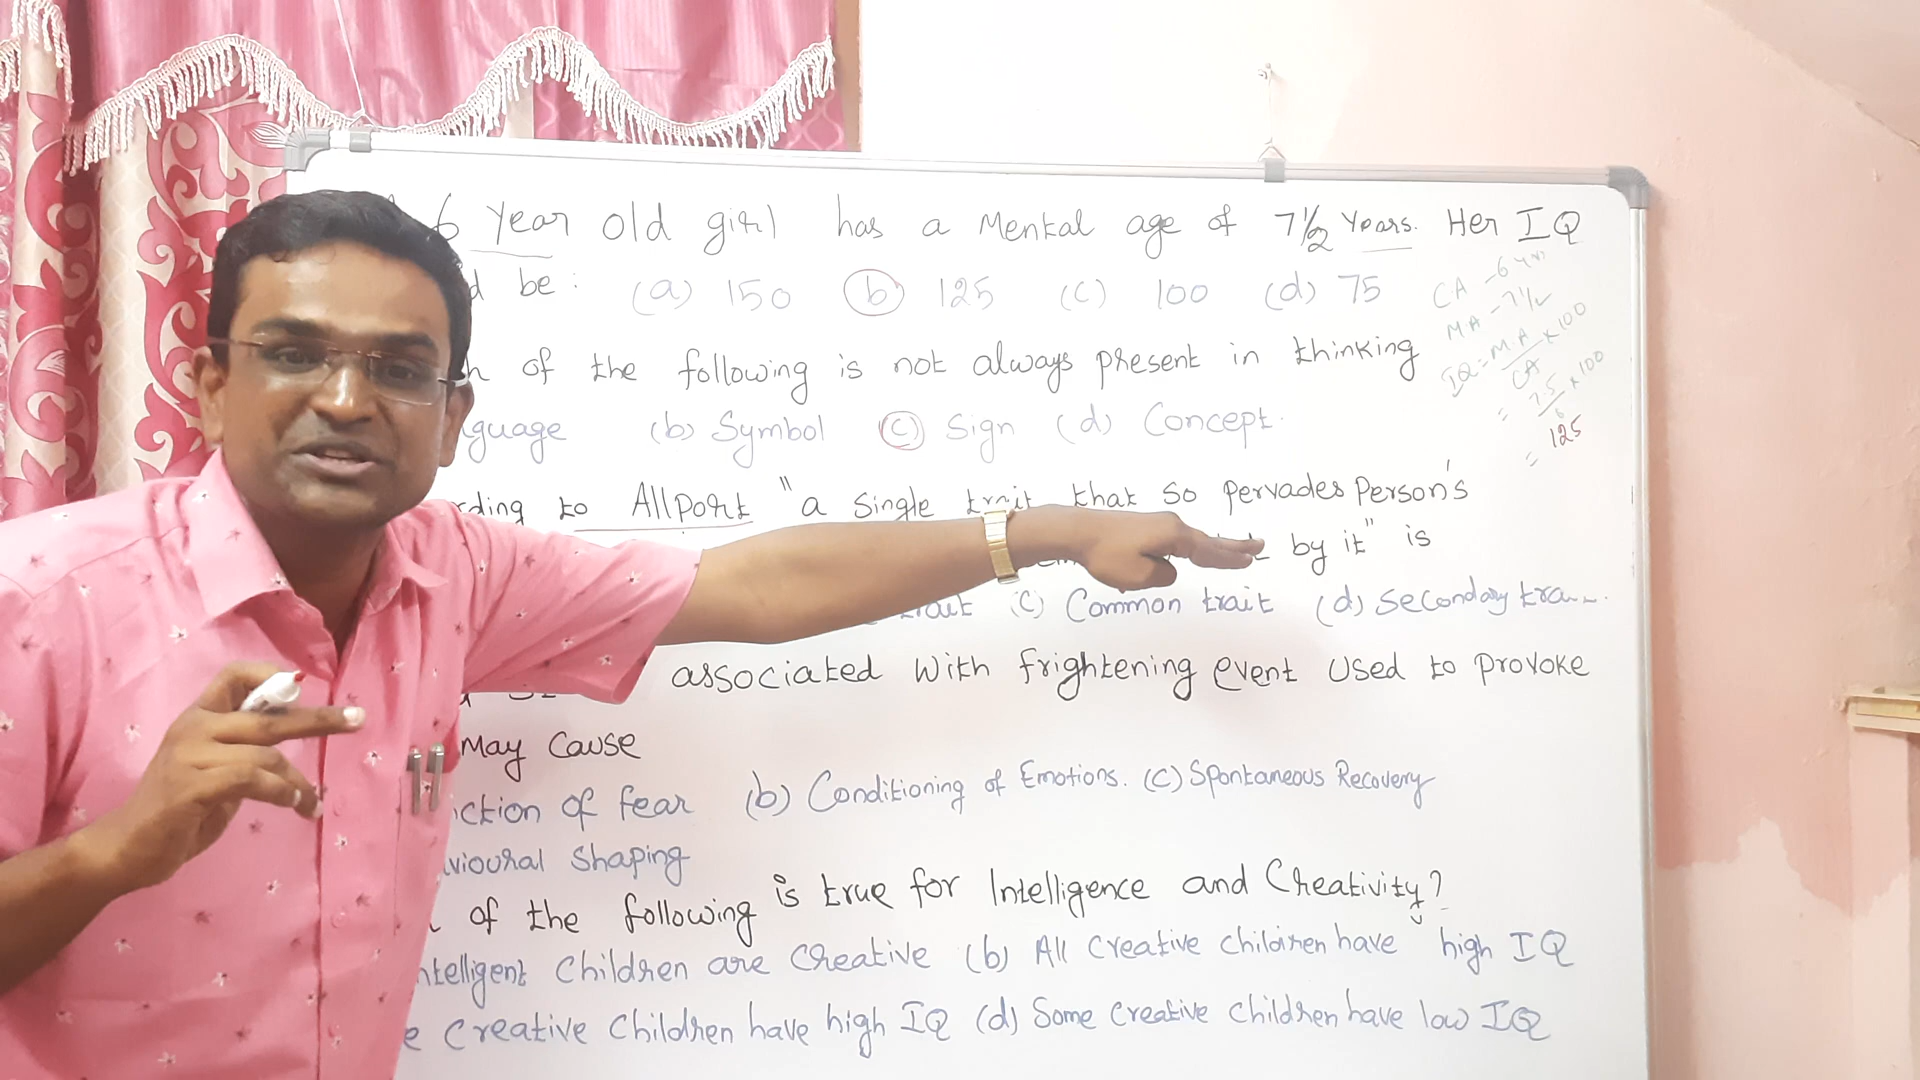 6 Year old girl has a Mental age of 7½ Years. Her IQ
be: (a) 150 (b) 125 (c) 100 (d) 75
CA - 6 yrs
M.A - 7½
IQ = M.A/CA x 100
= 7.5/6 x 100
= 125
of the following is not always present in thinking
guage (b) Symbol (c) Sign (d) Concept.
rding to Allport "a single trait that so pervades person's
by it" is
(c) Common trait (d) Secondary
associated with frightening event used to provoke
may cause
ction of fear (b) Conditioning of Emotions. (c) Spontaneous Recovery
vioural shaping
of the following is true for Intelligence and Creativity?
ntelligent children are creative (b) All creative children have high IQ
e creative children have high IQ (d) Some creative children have low IQ